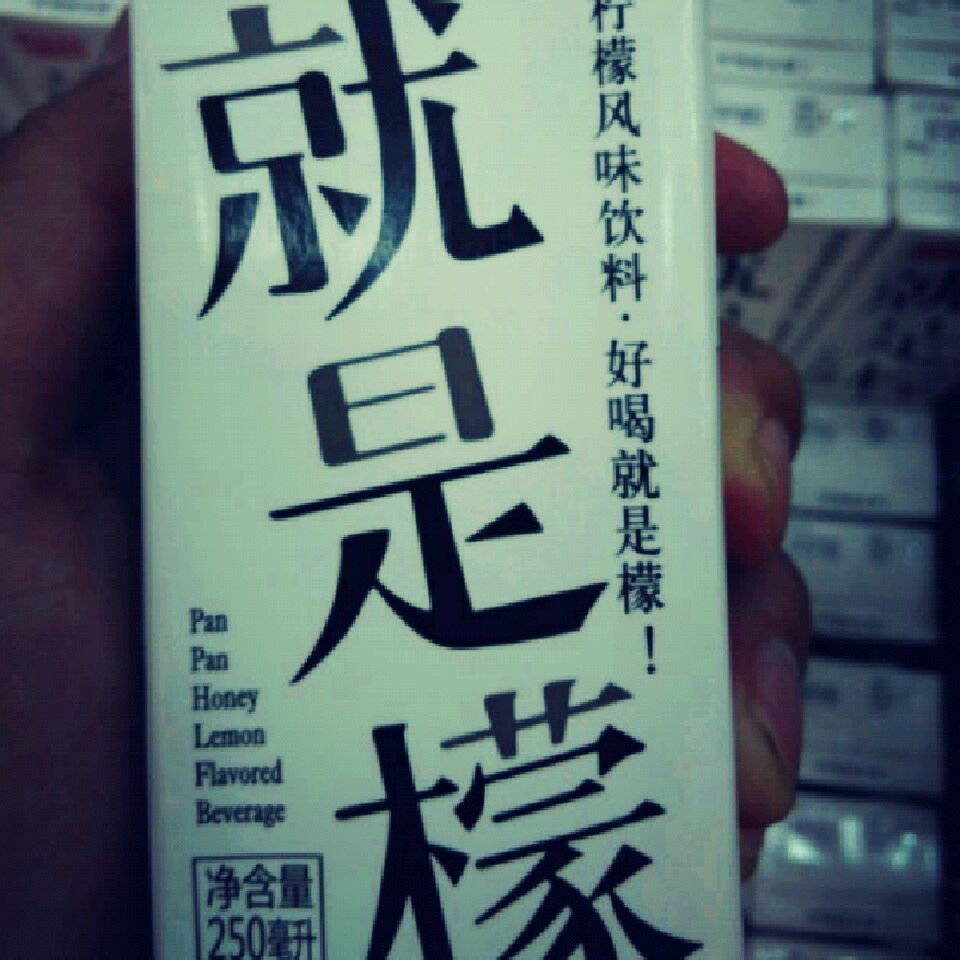 就是檬
柠檬风味饮料·好喝就是檬！
Pan
Pan
Honey
Lemon
Flavored
Beverage
净含量
250毫升